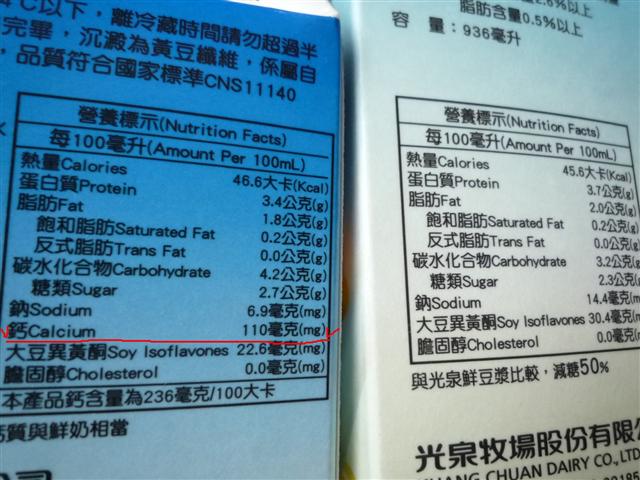 4℃以下，離冷藏時間請勿超過半
完畢，沉澱為黃豆纖維，係屬自
，品質符合國家標準CNS11140
營養標示(Nutrition Facts)
每100毫升(Amount Per 100mL)
熱量Calories 46.6大卡(Kcal)
蛋白質Protein 3.4公克(g)
脂肪Fat 1.8公克(g)
飽和脂肪Saturated Fat 0.2公克(g)
反式脂肪Trans Fat 0.0公克(g)
碳水化合物Carbohydrate 4.2公克(g)
糖類Sugar 2.7公克(g)
鈉Sodium 6.9毫克(mg)
鈣Calcium 110毫克(mg)
大豆異黃酮Soy Isoflavones 22.6毫克(mg)
膽固醇Cholesterol 0.0毫克(mg)
本產品鈣含量為236毫克/100大卡
鈣質與鮮奶相當
脂肪含量0.5%以上
容 量：936毫升
營養標示(Nutrition Facts)
每100毫升(Amount Per 100mL)
熱量Calories 45.6大卡(Kcal)
蛋白質Protein 3.7公克(g)
脂肪Fat 2.0公克(g)
飽和脂肪Saturated Fat 0.2公克(g)
反式脂肪Trans Fat 0.0公克(g)
碳水化合物Carbohydrate 3.2公克(g)
糖類Sugar 2.3公克(g)
鈉Sodium 14.4毫克(mg)
大豆異黃酮Soy Isoflavones 30.4毫克(mg)
膽固醇Cholesterol 0.0毫克(mg)
與光泉鮮豆漿比較，減糖50%
光泉牧場股份有限公
KUANG CHUAN DAIRY CO., LTD